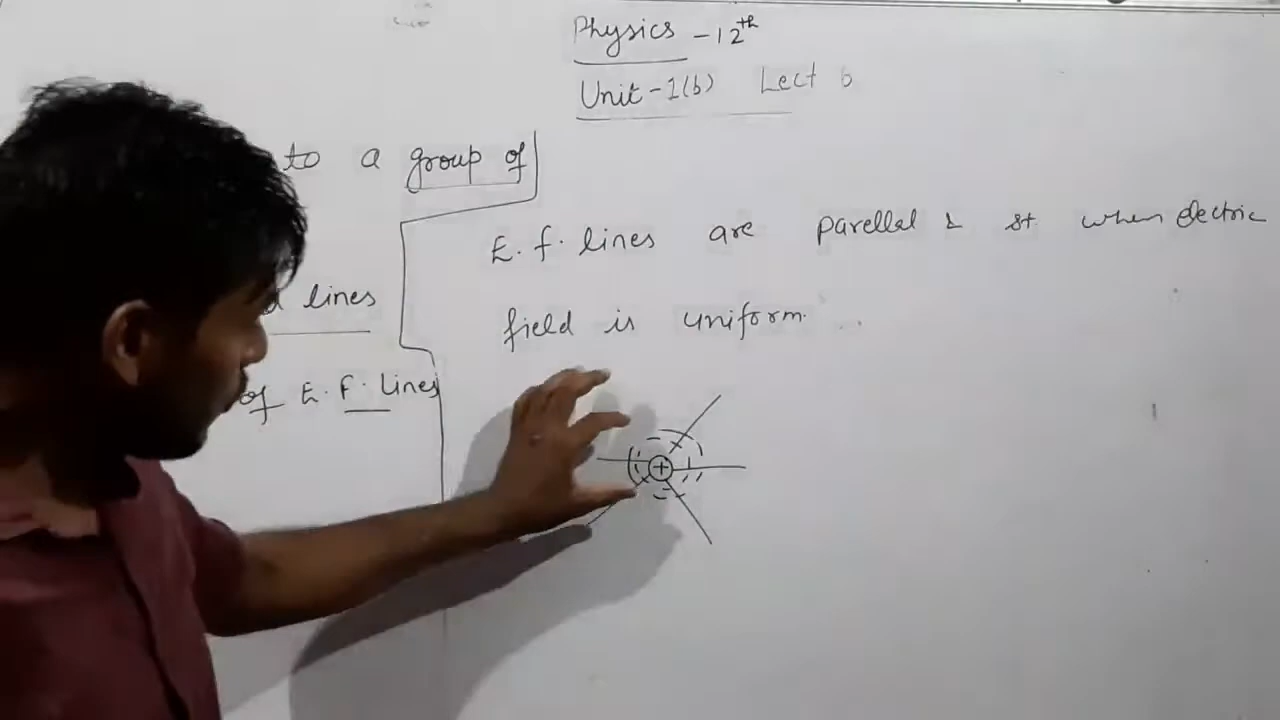 Physics - 12th
Unit-1(b) Lect 6
to a group of
lines
of E.F. Lines
E.f. lines are parellel & st. when electric
field is uniform.
+